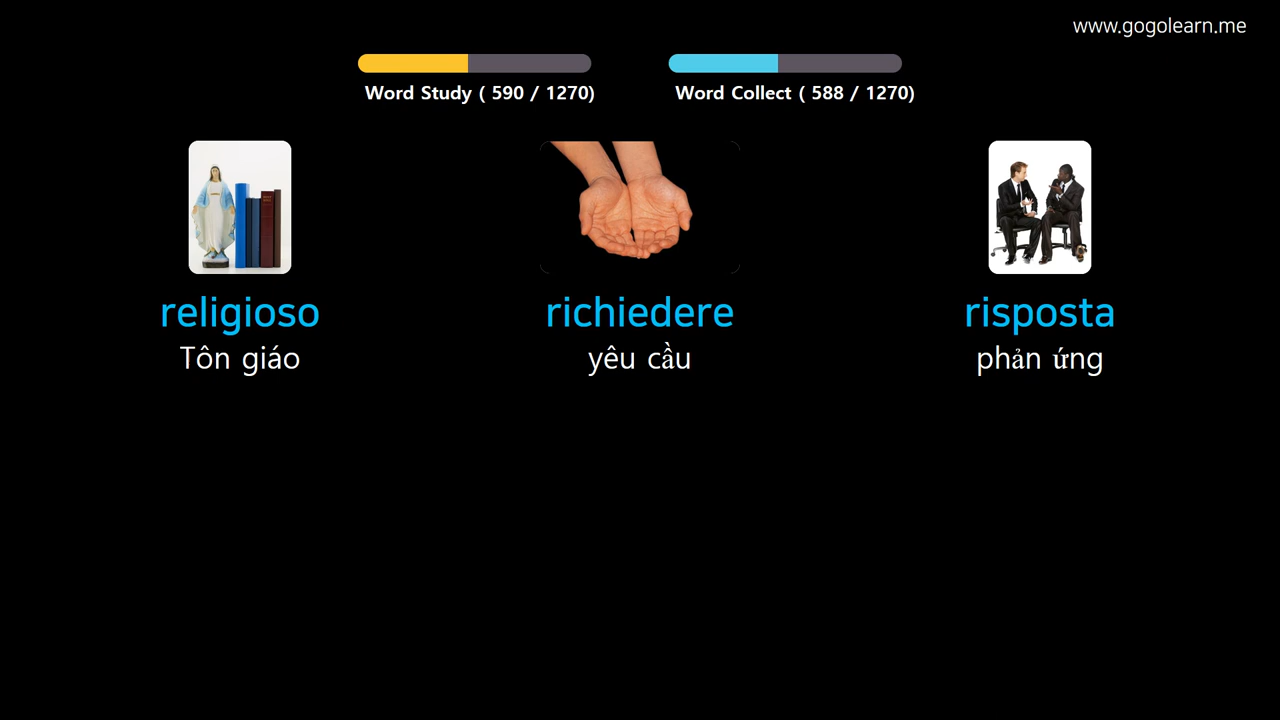 www.gogolearn.me
Word Study ( 590 / 1270)
Word Collect ( 588 / 1270)
religioso
richiedere
risposta
Tôn giáo
yêu cầu
phản ứng